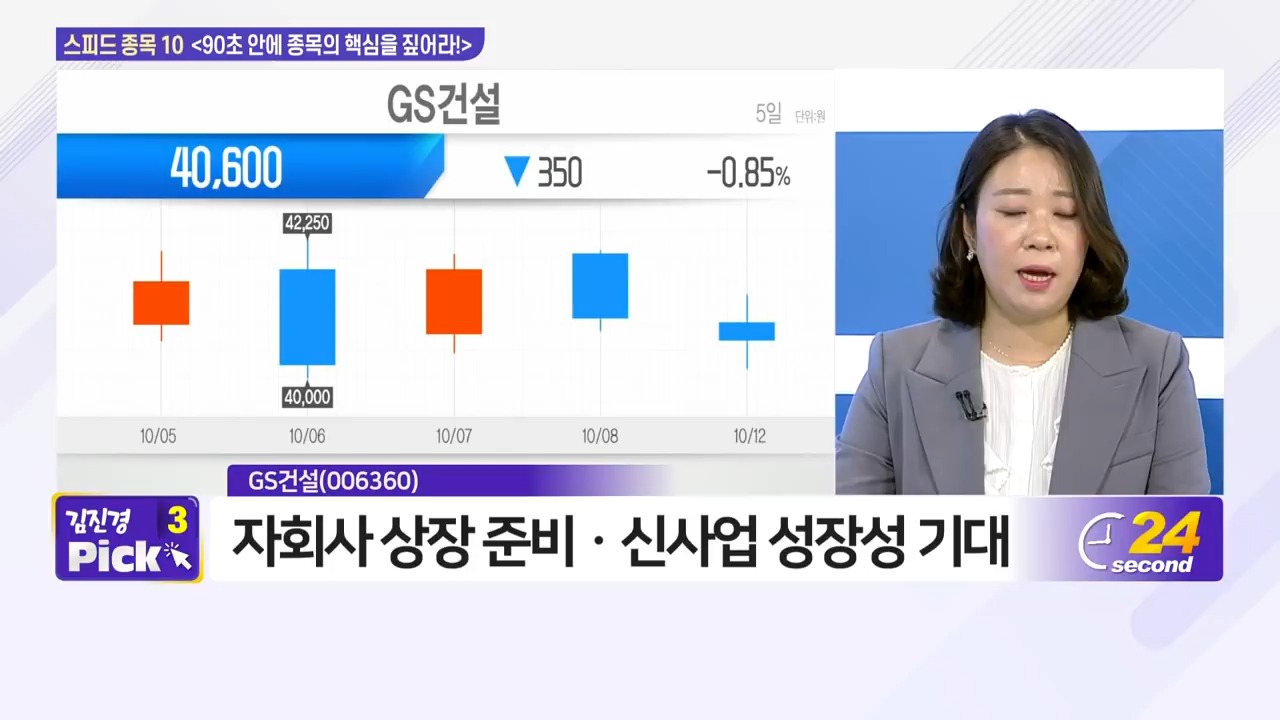 스피드 종목 10 <90초 안에 종목의 핵심을 짚어라!>
GS건설
5일 단위:원
40,600 ▼ 350 -0.85%
42,250
40,000
10/05 10/06 10/07 10/08 10/12
GS건설(006360)
김진경 3
Pick
자회사 상장 준비 · 신사업 성장성 기대
24
second